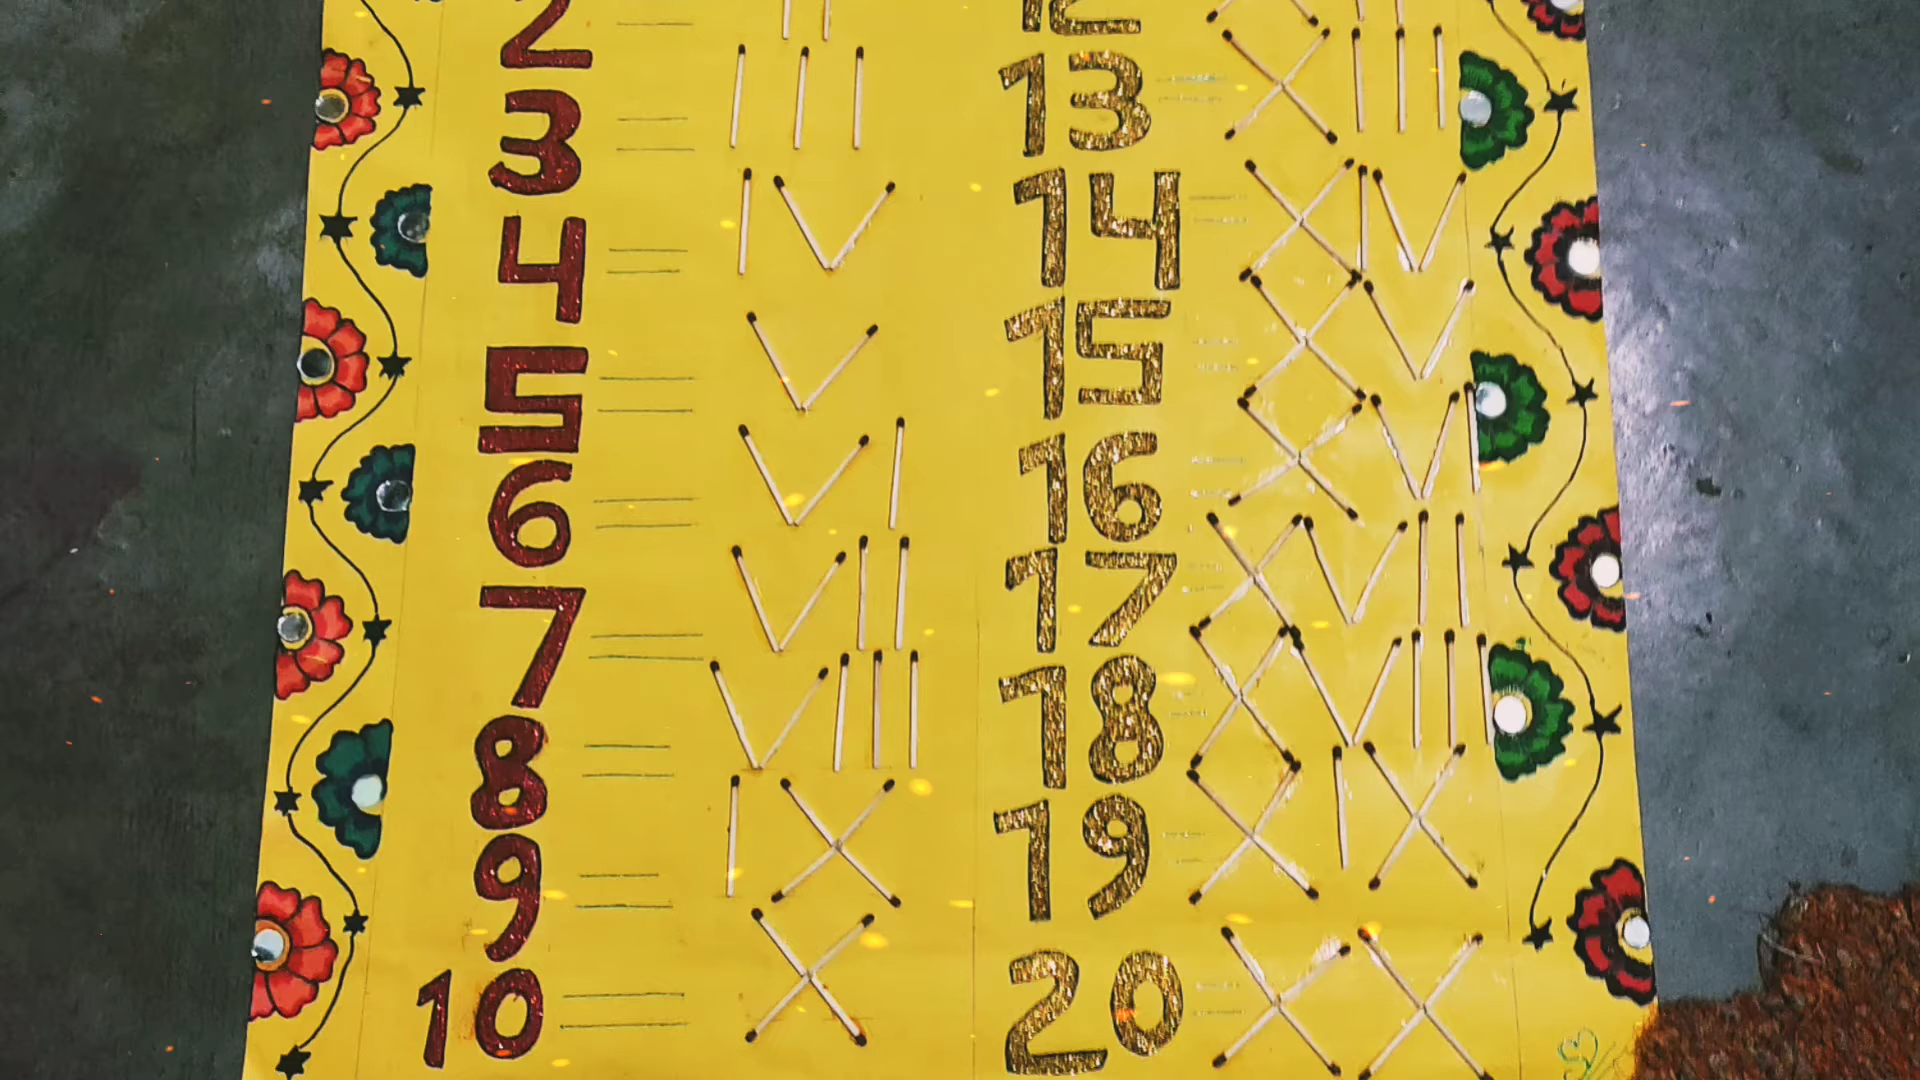 2 = II
3 = III
4 = IV
5 = V
6 = VI
7 = VII
8 = VIII
9 = IX
10 = X
12 = XII
13 = XIII
14 = XIV
15 = XV
16 = XVI
17 = XVII
18 = XVIII
19 = XIX
20 = XX